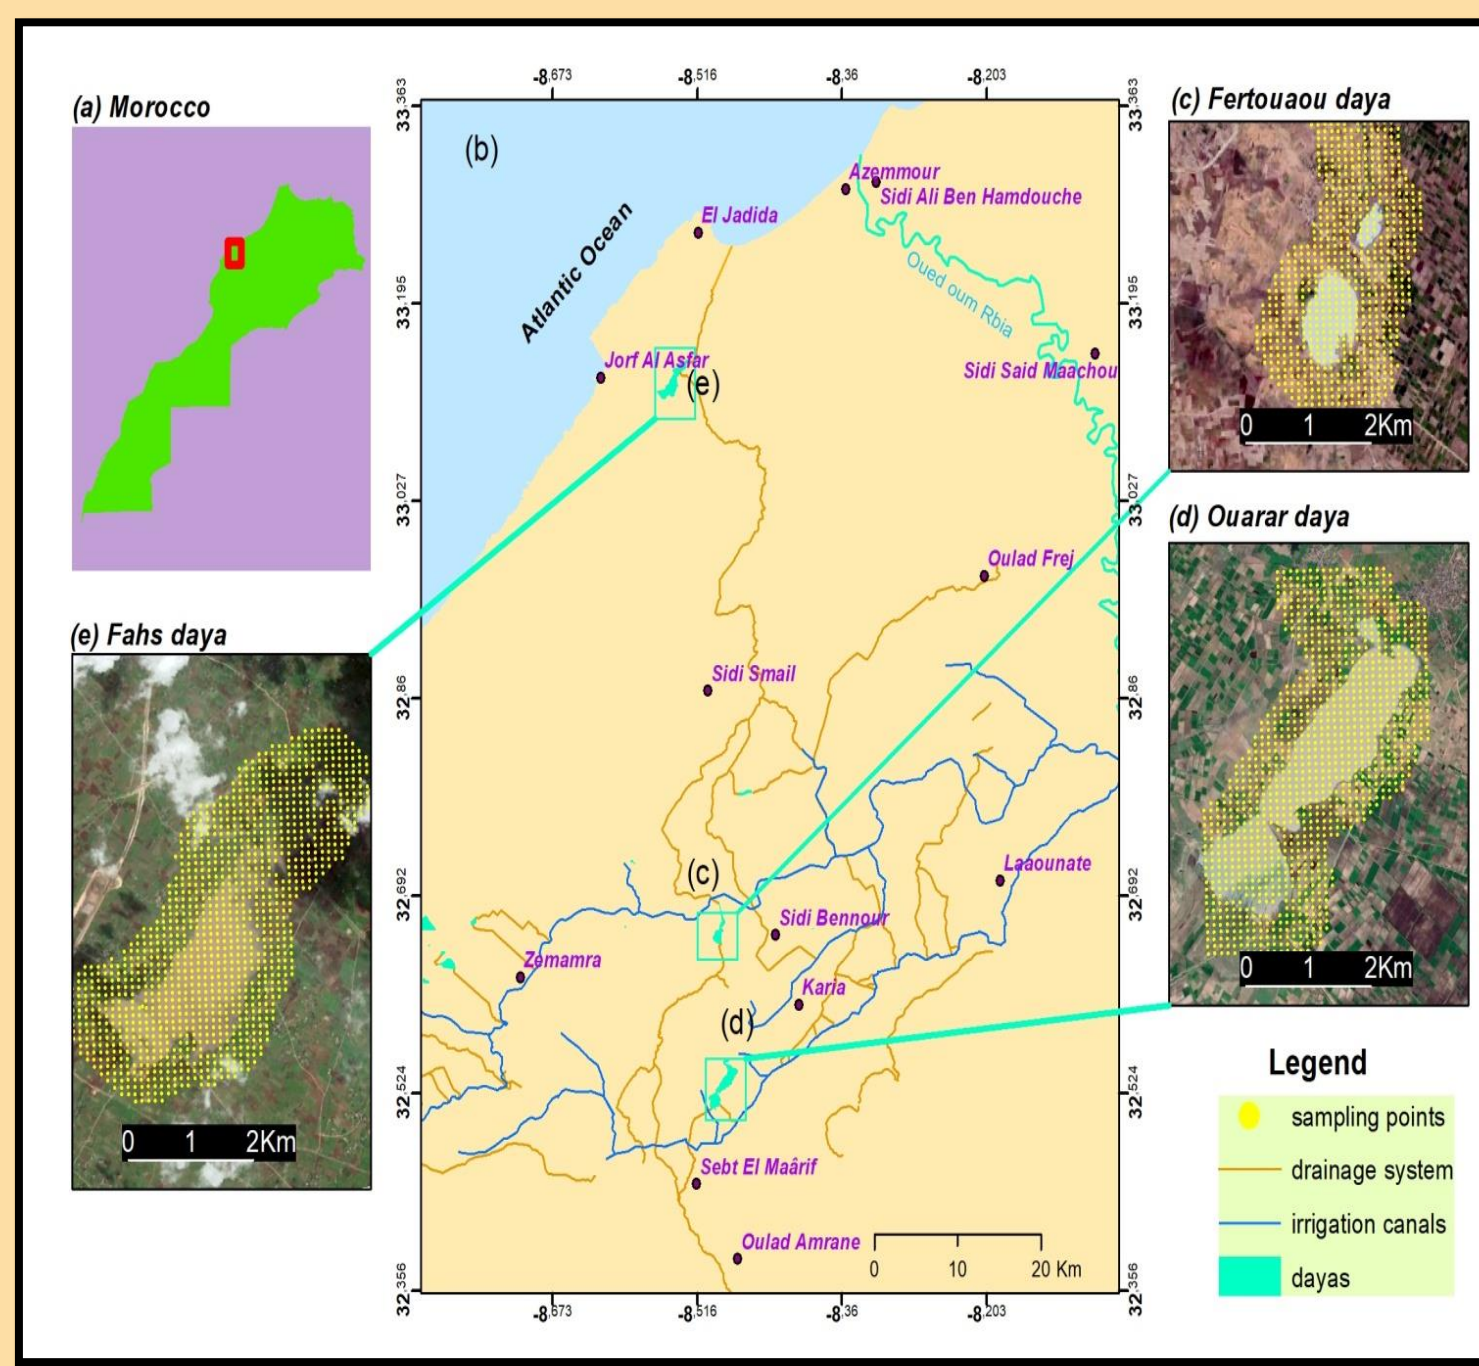 (a) Morocco
(b)
-8,673
-8,516
-8,36
-8,203
33,363
33,195
33,027
32,86
32,692
32,524
32,356
33,363
33,195
33,027
32,86
32,692
32,524
32,356
Atlantic Ocean
Azemmour
Sidi Ali Ben Hamdouche
El Jadida
Oued oum Rbia
Jorf Al Asfar
(e)
Sidi Said Maachou
Oulad Frej
Sidi Smail
(c)
Laaounate
Sidi Bennour
Zemamra
Karia
(d)
Sebt El Maârif
Oulad Amrane
0 10 20 Km
-8,673
-8,516
-8,36
-8,203
(c) Fertouaou daya
0 1 2Km
(d) Ouarar daya
0 1 2Km
(e) Fahs daya
0 1 2Km
Legend
sampling points
drainage system
irrigation canals
dayas